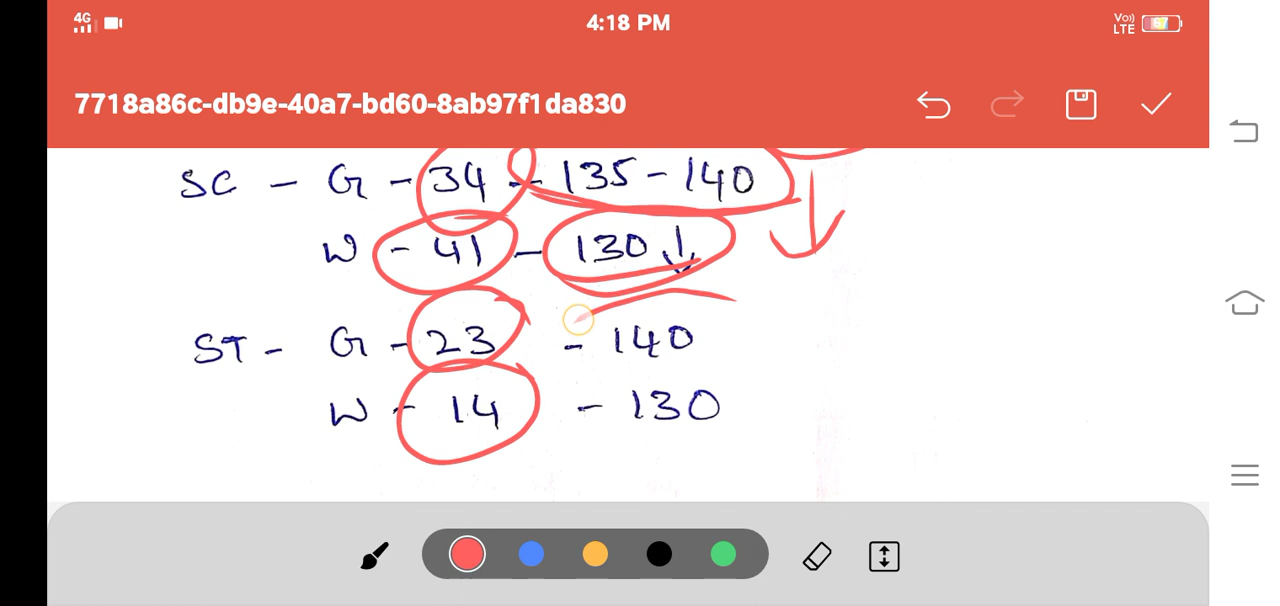 4G
4:18 PM
Vo)) LTE
67
7718a86c-db9e-40a7-bd60-8ab97f1da830
SC - G - 34 - 135 - 140
W - 41 - 130 ↓
ST - G - 23 - 140
W - 14 - 130